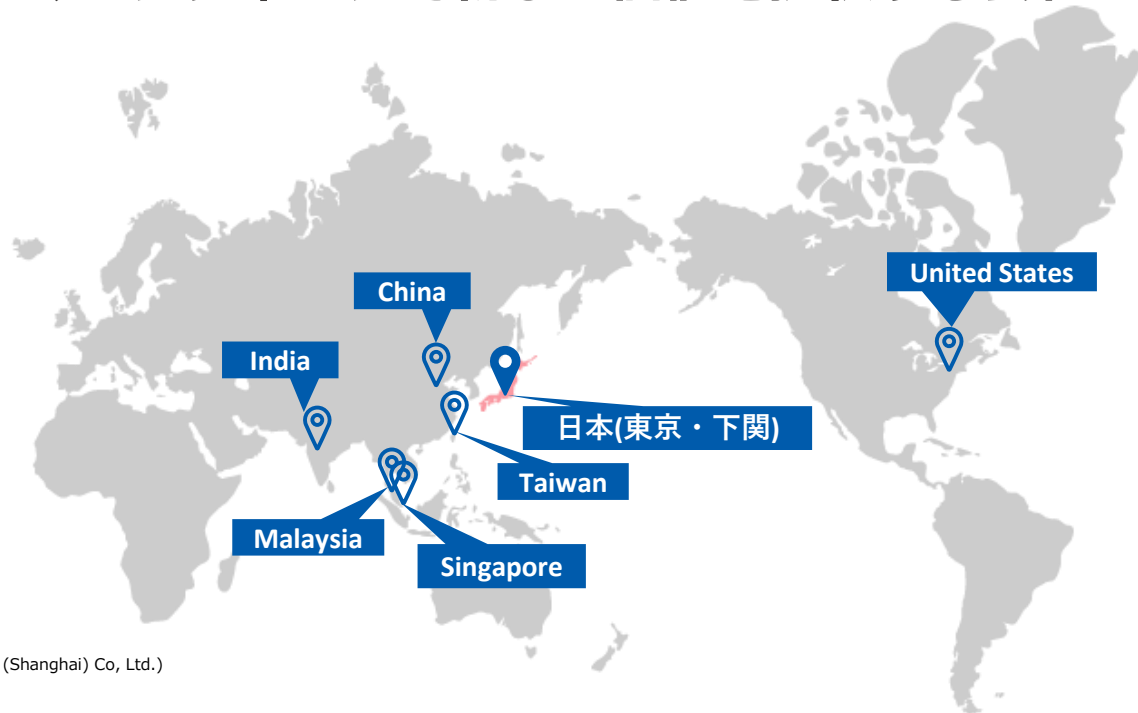 China
United States
India
日本(東京・下関)
Taiwan
Malaysia
Singapore
(Shanghai) Co, Ltd.)